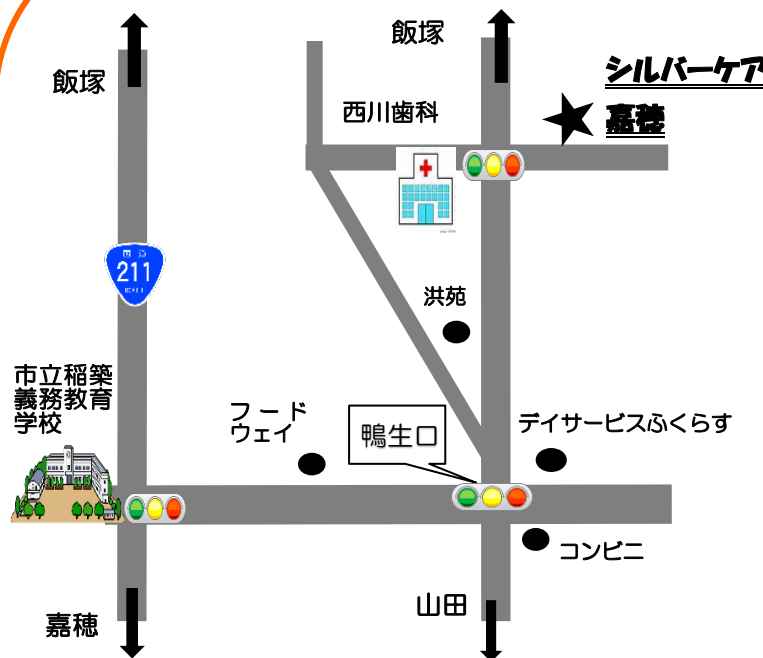 飯塚
シルバーケア
飯塚
西川歯科
嘉穂
211
洪苑
市立稲築
義務教育
学校
フード
ウェイ
鴨生口
デイサービスふくらす
コンビニ
山田
嘉穂